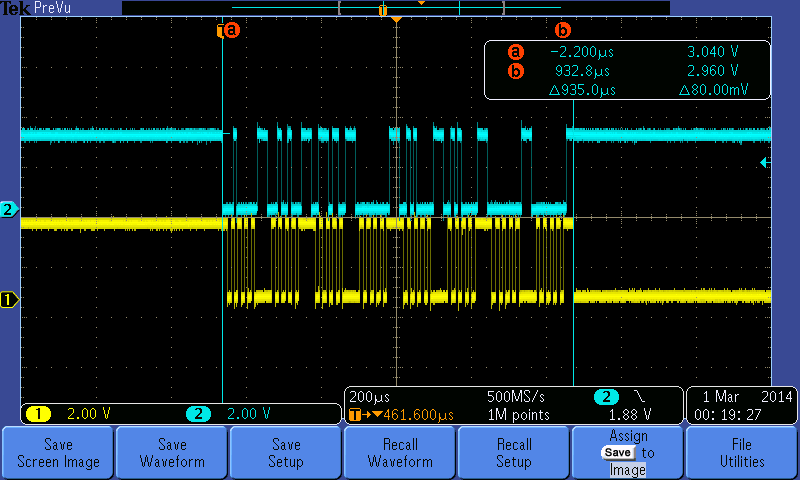 Tek PreVu
T a b
a −2.200µs 3.040 V
b 932.8µs 2.960 V
△935.0µs △80.00mV
2
1
1 2.00 V 2 2.00 V
200µs 500MS/s 2 1.88 V
T→▼461.600µs 1M points
1 Mar 2014
00:19:27
Save Screen Image
Save Waveform
Save Setup
Recall Waveform
Recall Setup
Assign Save to Image
File Utilities